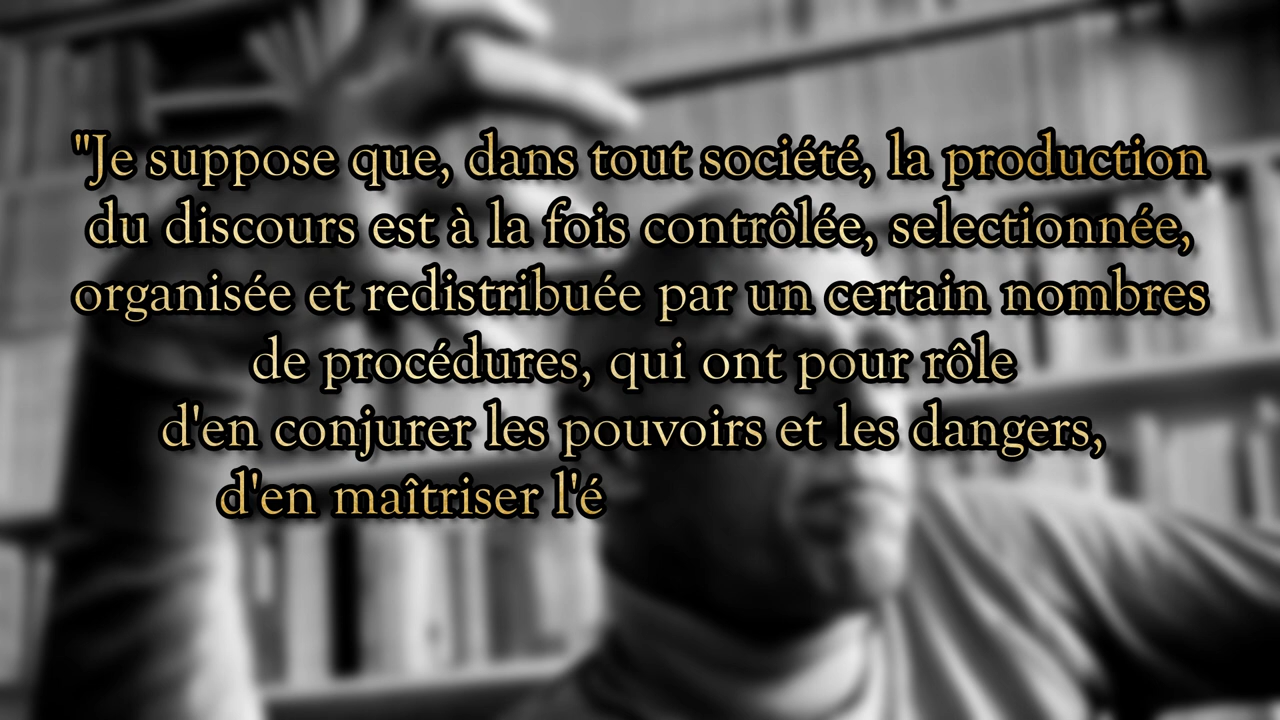 "Je suppose que, dans tout société, la production
du discours est à la fois contrôlée, selectionnée,
organisée et redistribuée par un certain nombres
de procédures, qui ont pour rôle
d'en conjurer les pouvoirs et les dangers,
d'en maîtriser l'é